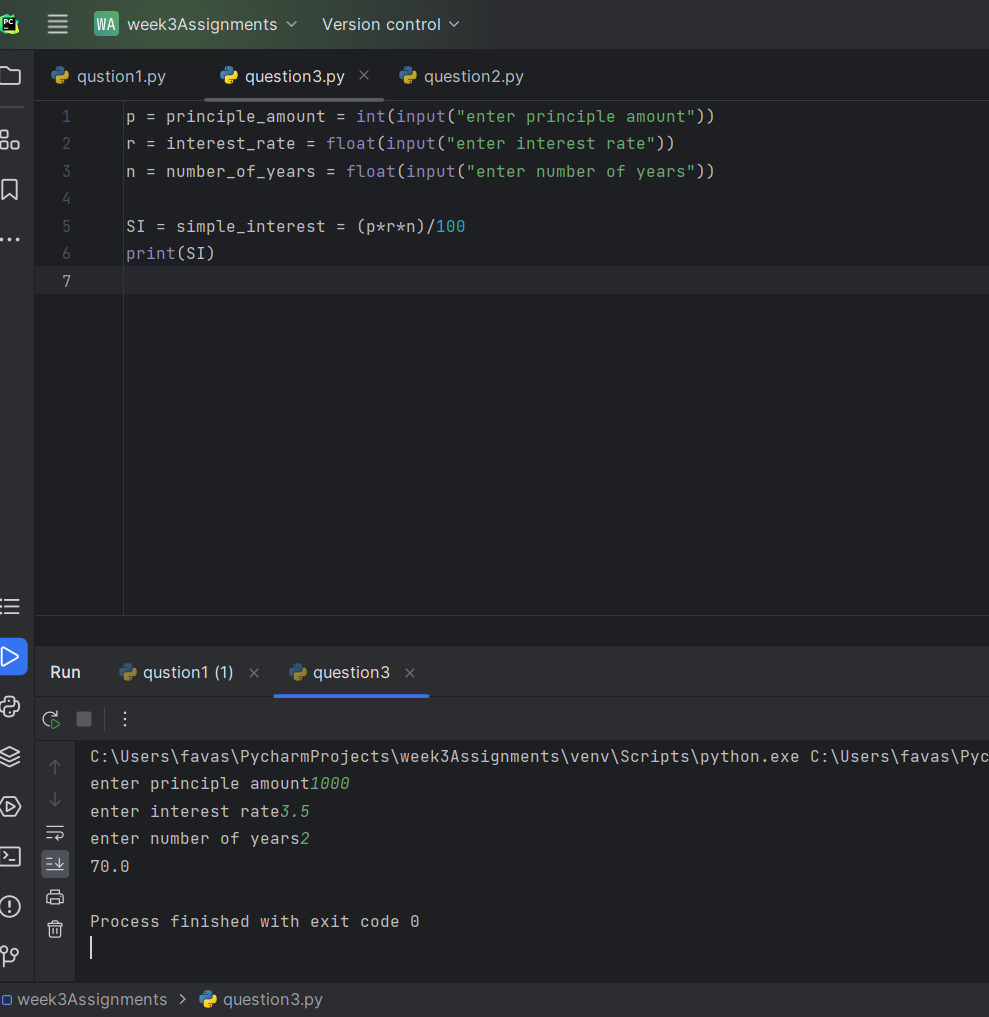 PC
WA week3Assignments Version control
qustion1.py question3.py question2.py
1 p = principle_amount = int(input("enter principle amount"))
2 r = interest_rate = float(input("enter interest rate"))
3 n = number_of_years = float(input("enter number of years"))
4
5 SI = simple_interest = (p*r*n)/100
6 print(SI)
7
Run qustion1 (1) question3
C:\Users\favas\PycharmProjects\week3Assignments\venv\Scripts\python.exe C:\Users\favas\Pyc
enter principle amount1000
enter interest rate3.5
enter number of years2
70.0
Process finished with exit code 0
week3Assignments > question3.py